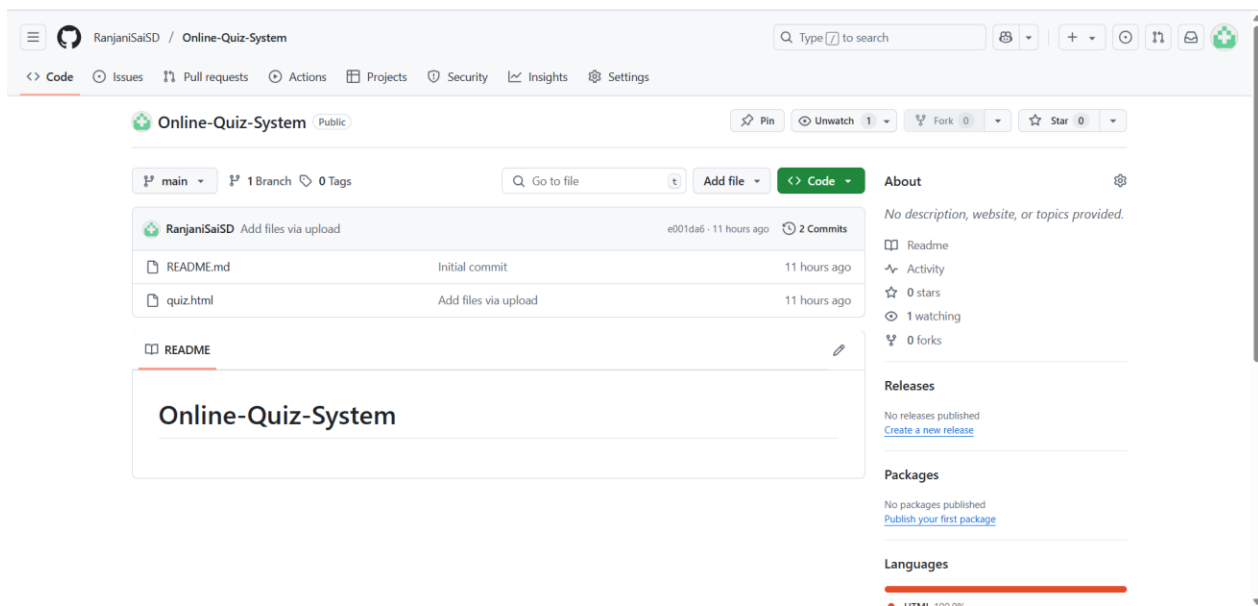 RanjaniSaiSD / Online-Quiz-System
Type / to search
Code Issues Pull requests Actions Projects Security Insights Settings
Online-Quiz-System Public
Pin Unwatch 1 Fork 0 Star 0
main 1 Branch 0 Tags Go to file t Add file Code
RanjaniSaiSD Add files via upload e001da6 · 11 hours ago 2 Commits
README.md Initial commit 11 hours ago
quiz.html Add files via upload 11 hours ago
README
Online-Quiz-System
About
No description, website, or topics provided.
Readme
Activity
0 stars
1 watching
0 forks
Releases
No releases published
Create a new release
Packages
No packages published
Publish your first package
Languages
HTML 100.0%